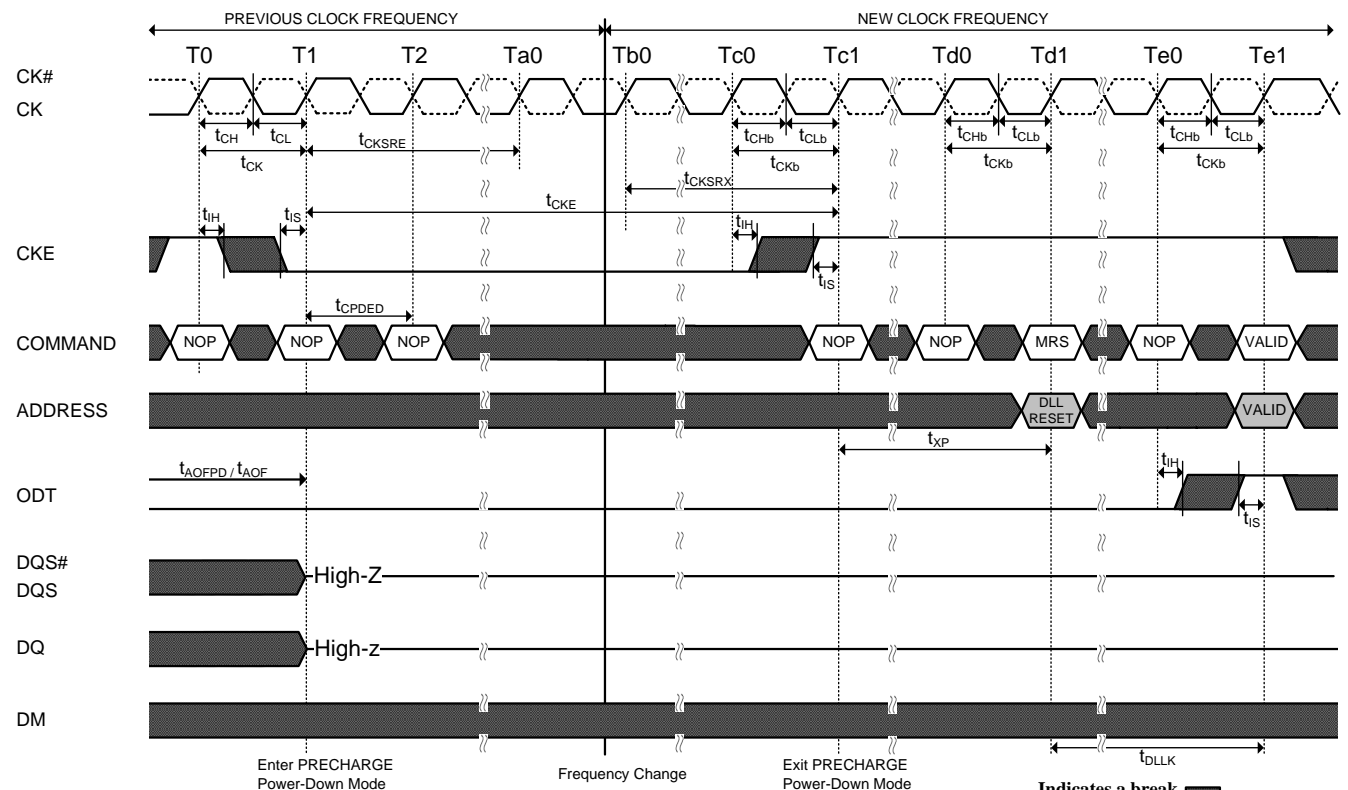 PREVIOUS CLOCK FREQUENCY
NEW CLOCK FREQUENCY
T0 T1 T2 Ta0 Tb0 Tc0 Tc1 Td0 Td1 Te0 Te1
CK#
CK
tCH tCL tCHb tCLb tCHb tCLb tCHb tCLb
tCK tCKSRE tCKb tCKb tCKb
tCKSRX
tCKE
tIH tIS tIH
CKE
tIS
tCPDED
COMMAND NOP NOP NOP NOP NOP MRS NOP VALID
ADDRESS DLL RESET VALID
tXP
tAOFPD / tAOF
tIH
ODT
tIS
DQS#
DQS
High-Z
DQ High-z
DM
tDLLK
Enter PRECHARGE
Power-Down Mode
Frequency Change
Exit PRECHARGE
Power-Down Mode
Indicates a break